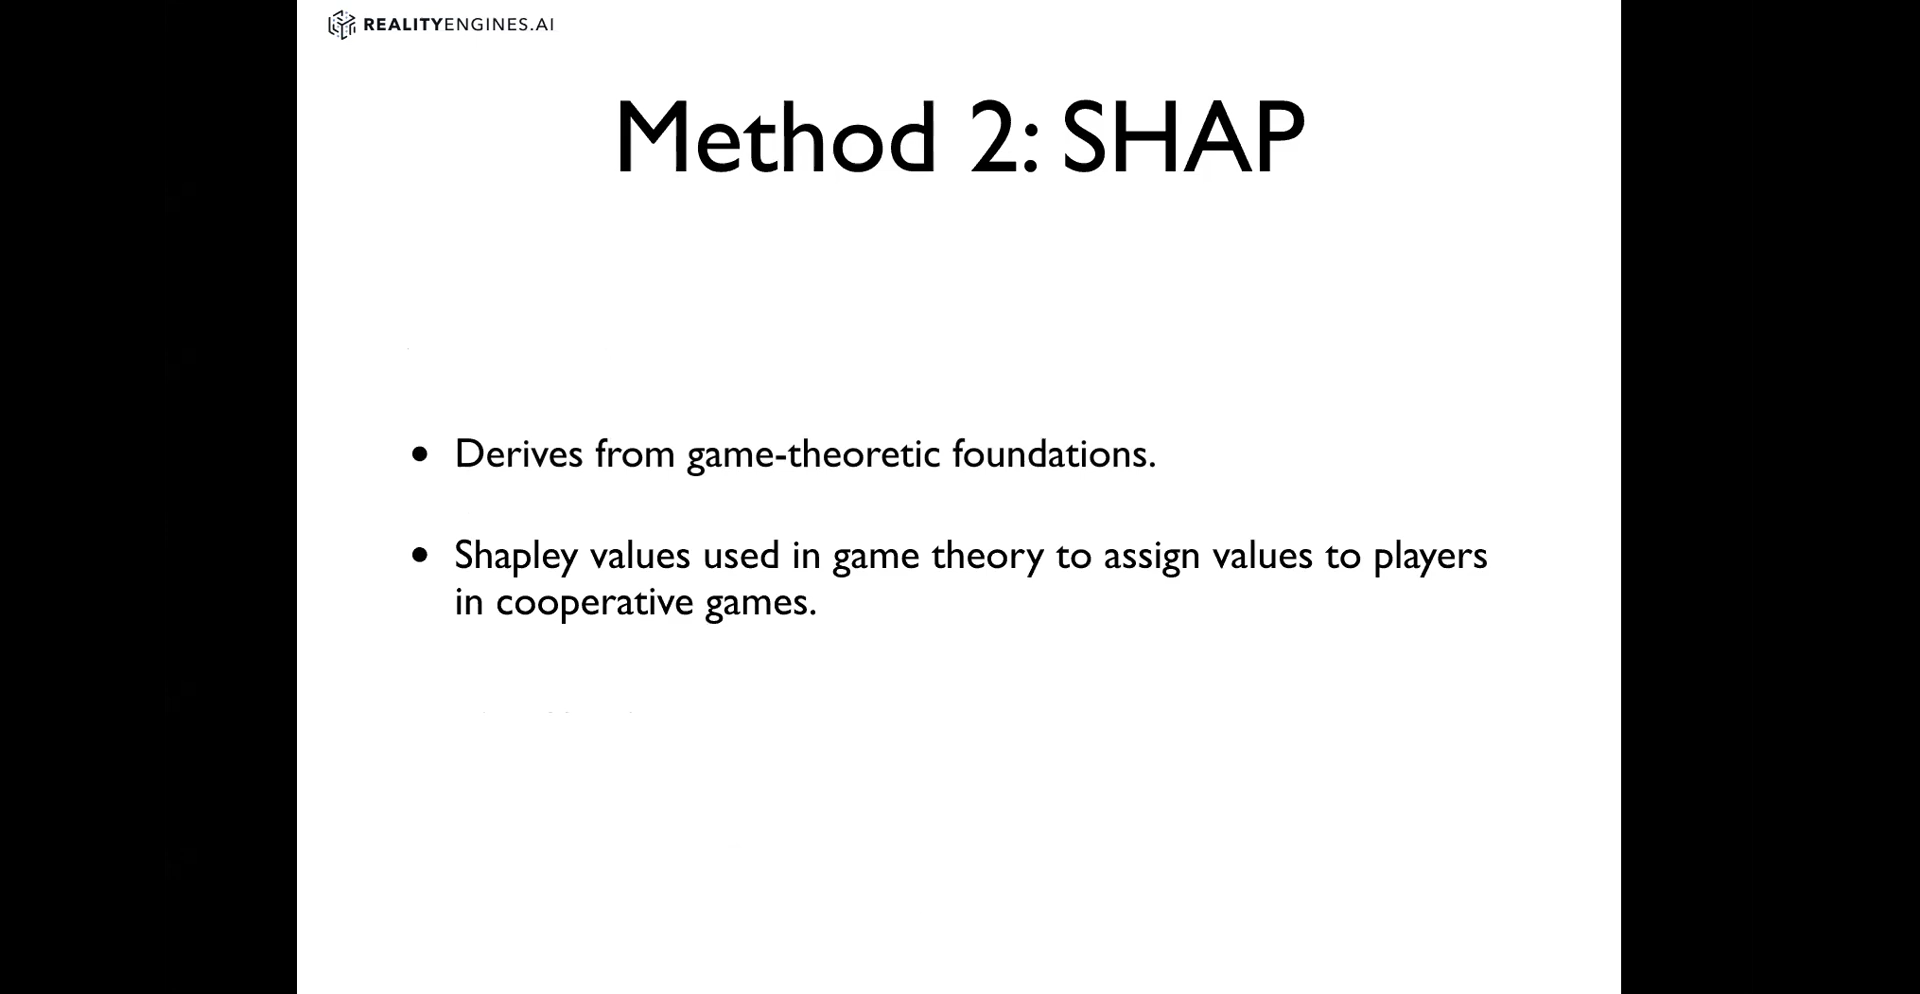 REALITYENGINES.AI
Method 2: SHAP
• Derives from game-theoretic foundations.
• Shapley values used in game theory to assign values to players
in cooperative games.